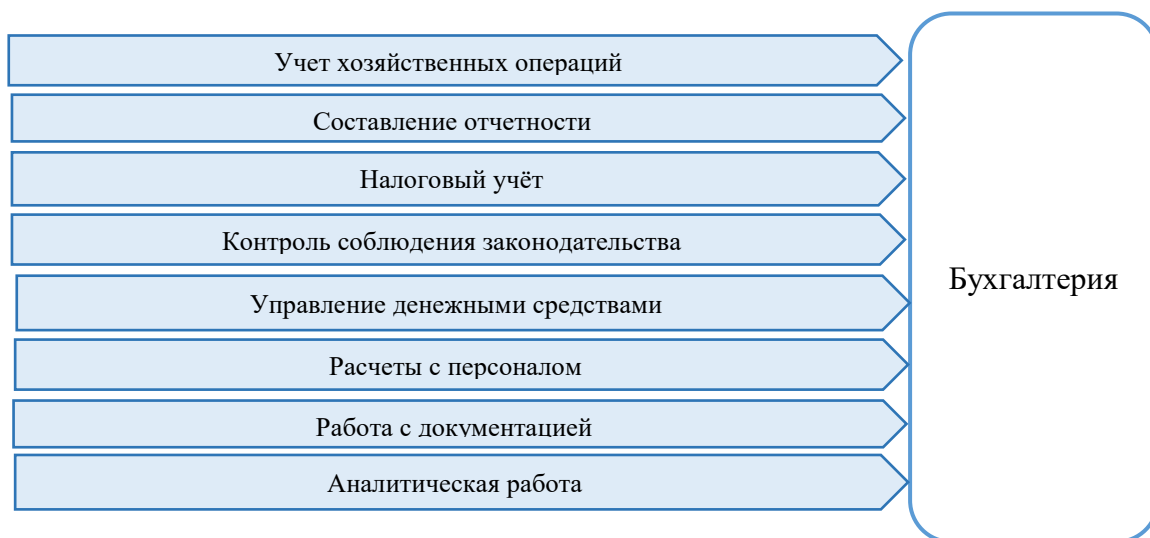 Учет хозяйственных операций
Составление отчетности
Налоговый учёт
Контроль соблюдения законодательства
Управление денежными средствами
Расчеты с персоналом
Работа с документацией
Аналитическая работа
Бухгалтерия